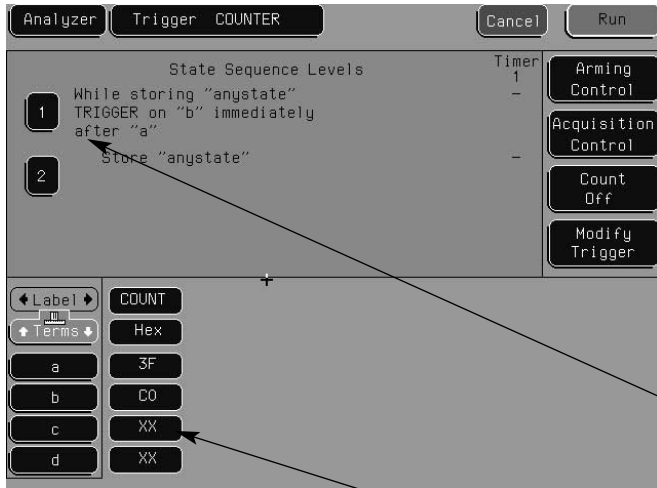 Analyzer Trigger COUNTER Cancel Run
State Sequence Levels Timer
1
1 While storing "anystate" -
TRIGGER on "b" immediately
after "a"
2 Store "anystate" -
Arming
Control
Acquisition
Control
Count
Off
Modify
Trigger
Label COUNT
Terms Hex
a 3F
b C0
c XX
d XX